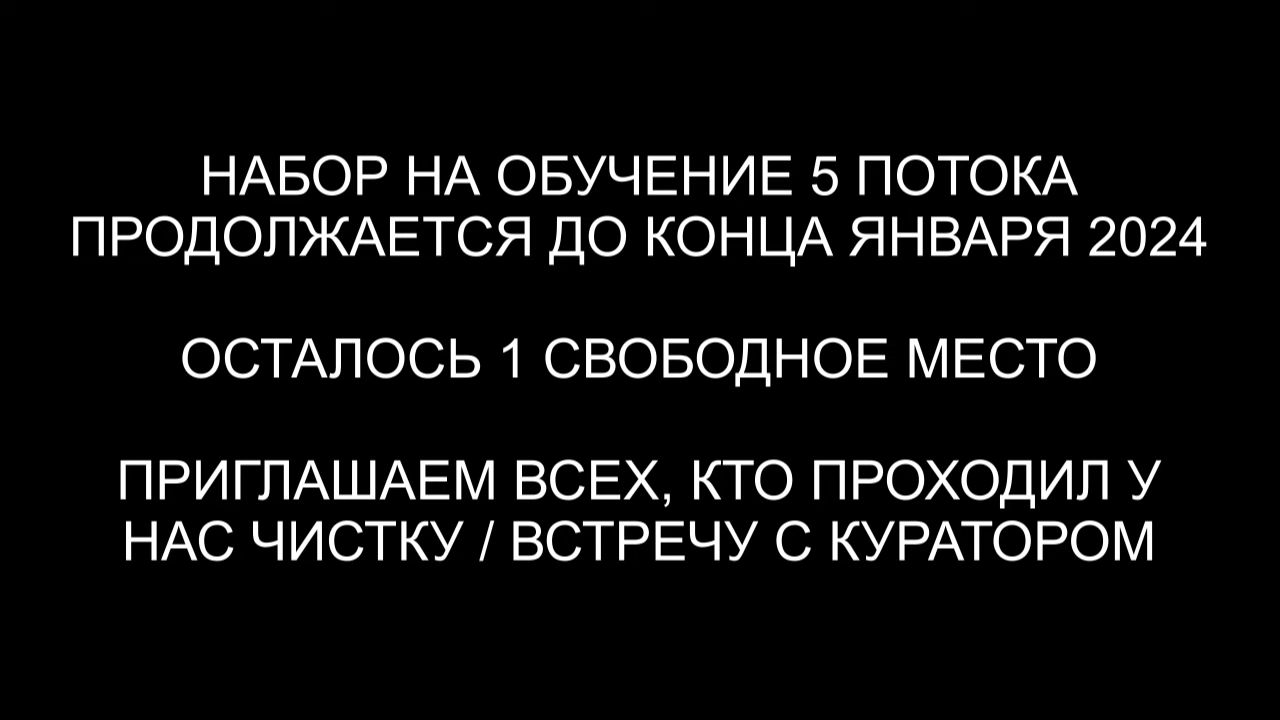 НАБОР НА ОБУЧЕНИЕ 5 ПОТОКА
ПРОДОЛЖАЕТСЯ ДО КОНЦА ЯНВАРЯ 2024
ОСТАЛОСЬ 1 СВОБОДНОЕ МЕСТО
ПРИГЛАШАЕМ ВСЕХ, КТО ПРОХОДИЛ У
НАС ЧИСТКУ / ВСТРЕЧУ С КУРАТОРОМ